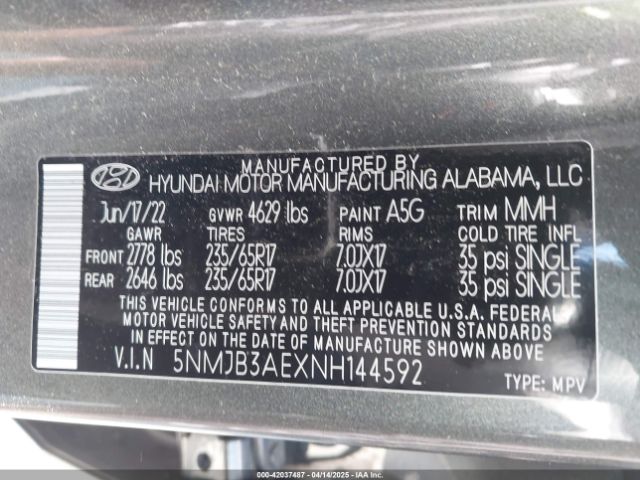 MANUFACTURED BY
HYUNDAI MOTOR MANUFACTURING ALABAMA, LLC
Jun/17/22 GVWR 4629 lbs PAINT A5G TRIM MMH
GAWR TIRES RIMS COLD TIRE INFL
FRONT 2778 lbs 235/65R17 7.0JX17 35 psi SINGLE
REAR 2646 lbs 235/65R17 7.0JX17 35 psi SINGLE
THIS VEHICLE CONFORMS TO ALL APPLICABLE U.S.A. FEDERAL
MOTOR VEHICLE SAFETY AND THEFT PREVENTION STANDARDS
IN EFFECT ON THE DATE OF MANUFACTURE SHOWN ABOVE.
V.I.N 5NMJB3AEXNH144592
TYPE: MPV
000-42037487 - 04/14/2025 - IAAI.COM